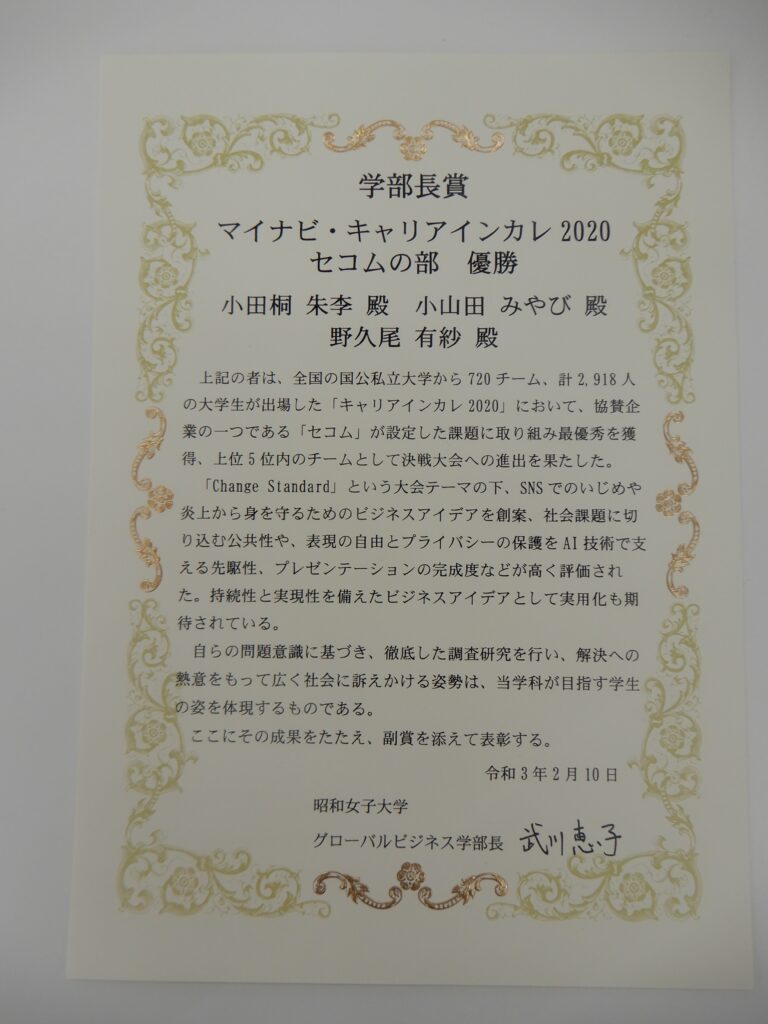 学部長賞
マイナビ・キャリアインカレ 2020
セコムの部　優勝
小田桐 朱李 殿　小山田 みやび 殿
野久尾 有紗 殿
上記の者は、全国の国公私立大学から 720 チーム、計 2,918 人
の大学生が出場した「キャリアインカレ 2020」において、協賛企
業の一つである「セコム」が設定した課題に取り組み最優秀を獲
得、上位 5 位内のチームとして決戦大会への進出を果たした。
「Change Standard」という大会テーマの下、SNS でのいじめや
炎上から身を守るためのビジネスアイデアを創案、社会課題に切
り込む公共性や、表現の自由とプライバシーの保護を AI 技術で支
える先駆性、プレゼンテーションの完成度などが高く評価され
た。持続性と実現性を備えたビジネスアイデアとして実用化も期
待されている。
自らの問題意識に基づき、徹底した調査研究を行い、解決への
熱意をもって広く社会に訴えかける姿勢は、当学科が目指す学生
の姿を体現するものである。
ここにその成果をたたえ、副賞を添えて表彰する。
令和 3 年 2 月 10 日
昭和女子大学
グローバルビジネス学部長 武川恵子